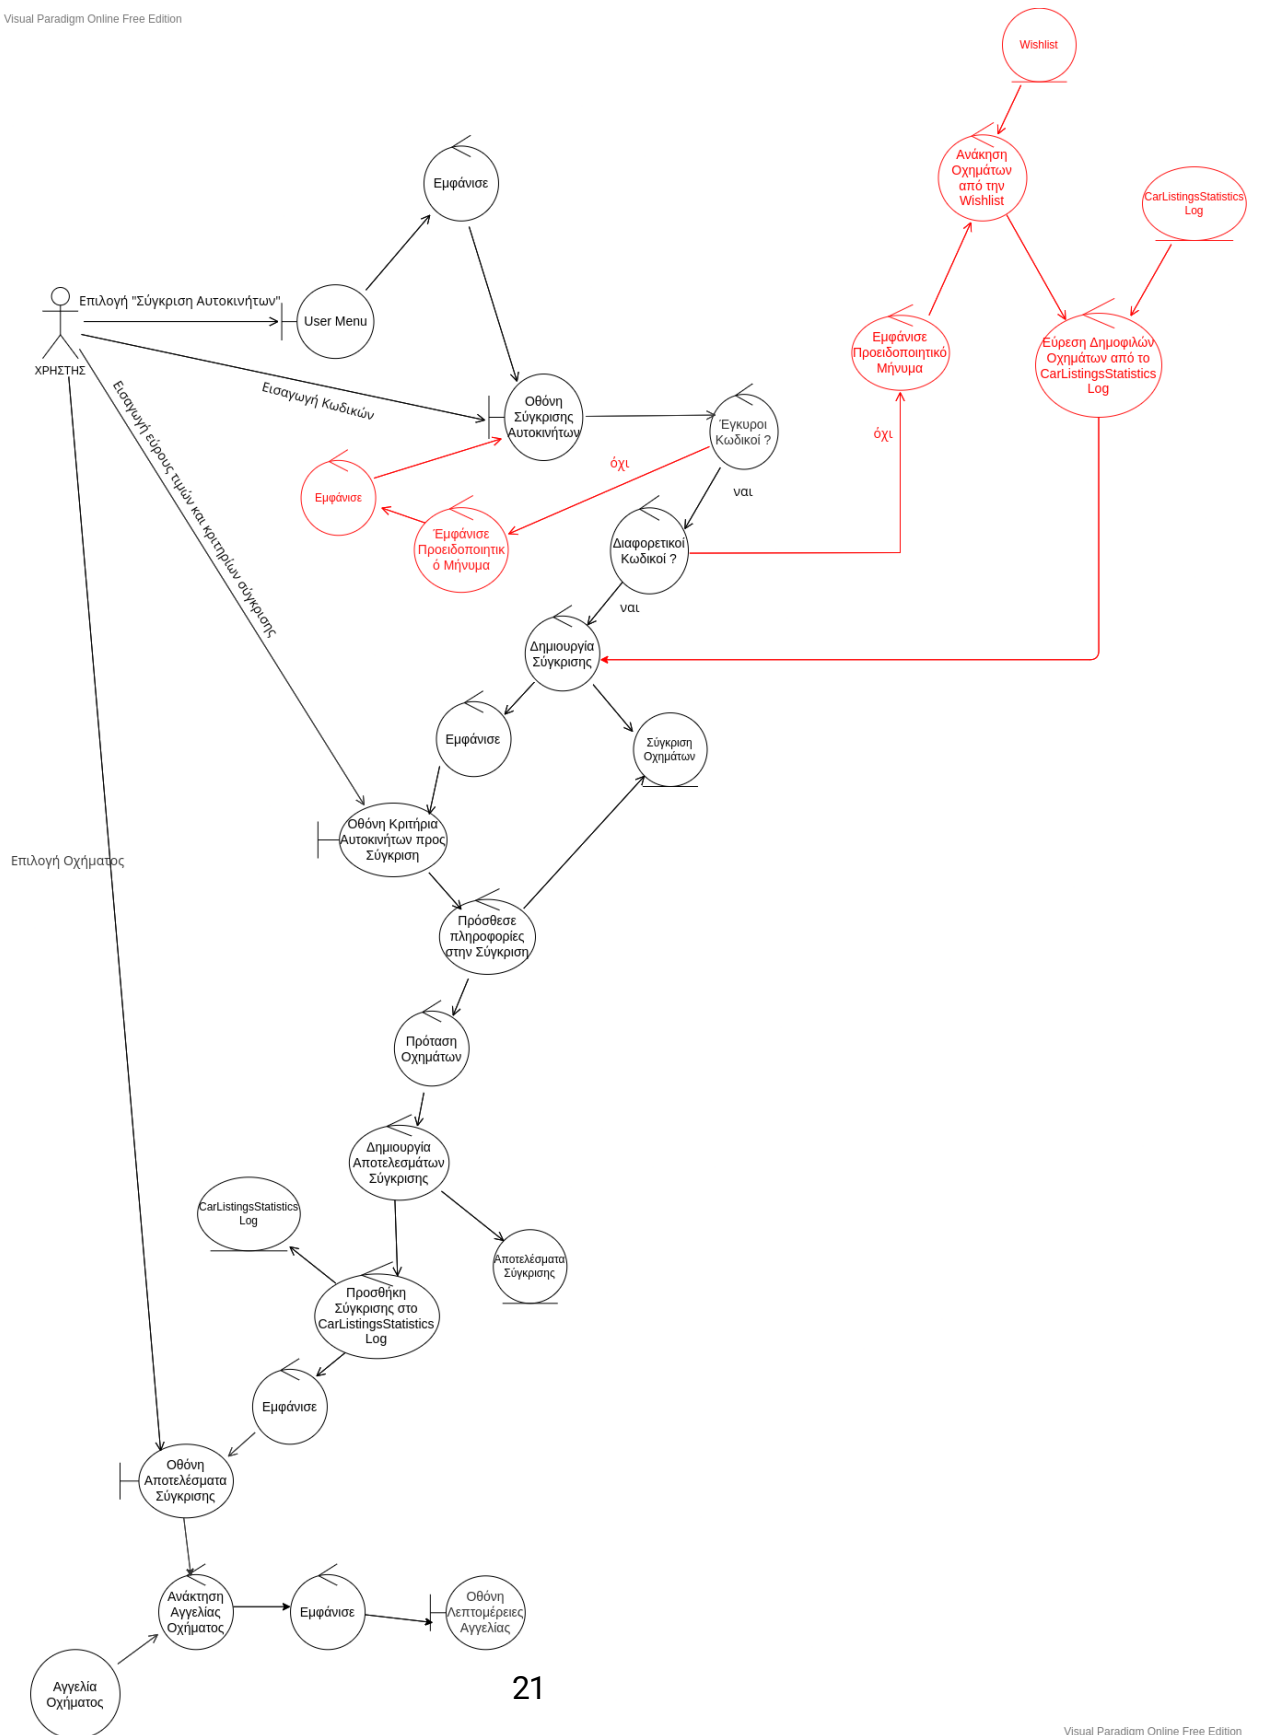 Visual Paradigm Online Free Edition
Wishlist
Ανάκηση
Οχημάτων
από την
Wishlist
CarListingsStatistics
Log
Εμφάνισε
Επιλογή "Σύγκριση Αυτοκινήτων"
User Menu
ΧΡΗΣΤΗΣ
Εμφάνισε
Προειδοποιητικό
Μήνυμα
Εύρεση Δημοφιλών
Οχημάτων από το
CarListingsStatistics
Log
Εισαγωγή Κωδικών
Οθόνη
Σύγκρισης
Αυτοκινήτων
Έγκυροι
Κωδικοί ?
όχι
όχι
ναι
Εισαγωγή εύρους τιμών και κριτηρίων σύγκρισης
Εμφάνισε
Έμφάνισε
Προειδοποιητικ
ό Μήνυμα
Διαφορετικοί
Κωδικοί ?
ναι
Δημιουργία
Σύγκρισης
Εμφάνισε
Σύγκριση
Οχημάτων
Οθόνη Κριτήρια
Αυτοκινήτων προς
Σύγκριση
Επιλογή Οχήματος
Πρόσθεσε
πληροφορίες
στην Σύγκριση
Πρόταση
Οχημάτων
Δημιουργία
Αποτελεσμάτων
Σύγκρισης
CarListingsStatistics
Log
Αποτελέσματα
Σύγκρισης
Προσθήκη
Σύγκρισης στο
CarListingsStatistics
Log
Εμφάνισε
Οθόνη
Αποτελέσματα
Σύγκρισης
Ανάκτηση
Αγγελίας
Οχήματος
Εμφάνισε
Οθόνη
Λεπτομέρειες
Αγγελίας
Αγγελία
Οχήματος
21
Visual Paradigm Online Free Edition